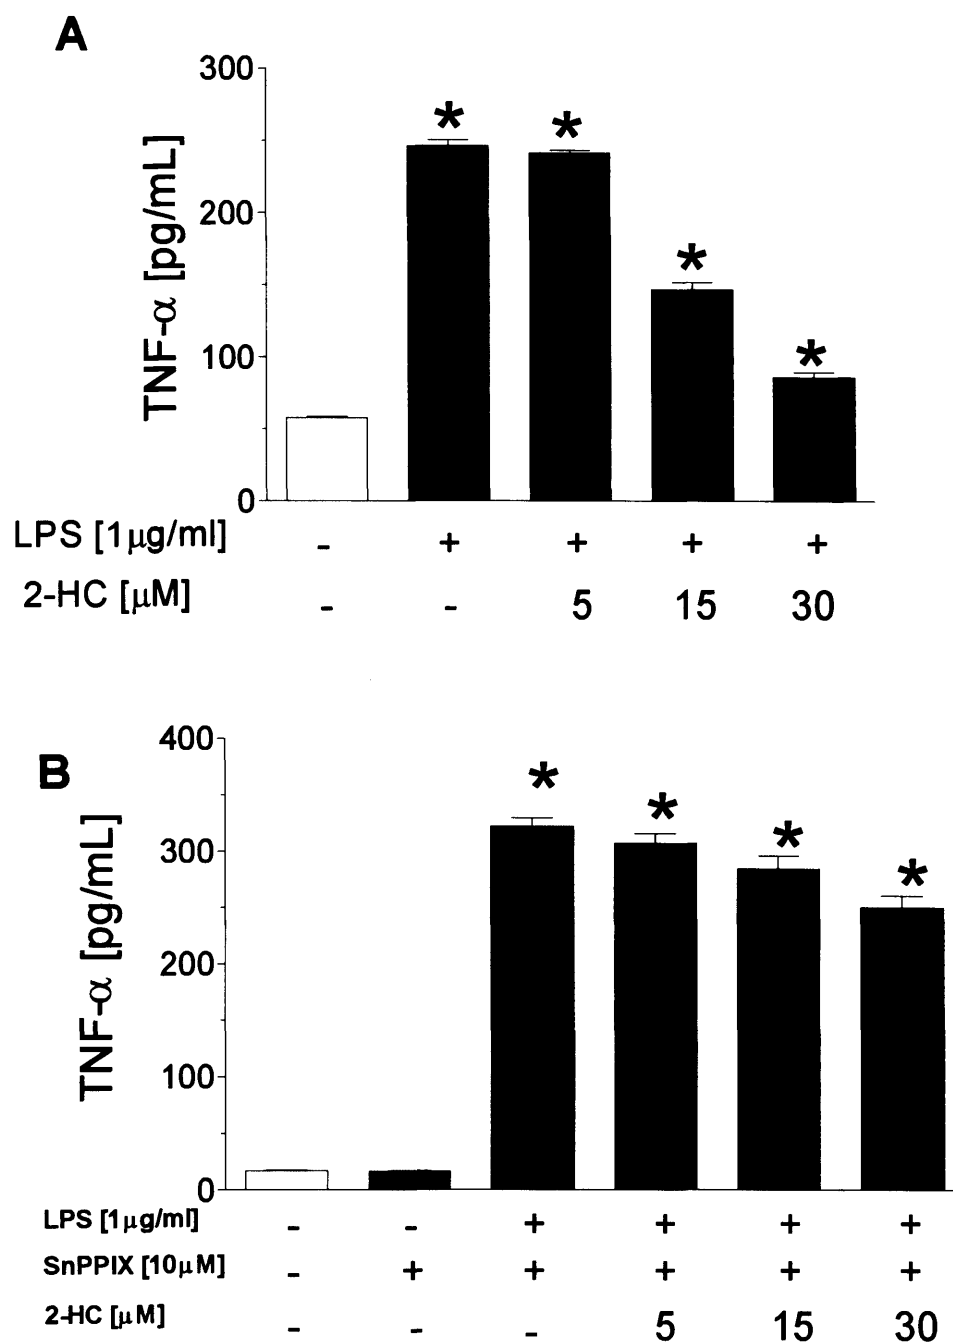 A
300
200
100
0
TNF-α [pg/mL]
* * * *
LPS [1μg/ml] - + + + +
2-HC [μM] - - 5 15 30
B
400
300
200
100
0
TNF-α [pg/mL]
* * * *
LPS [1μg/ml] - - + + + +
SnPPIX [10μM] - + + + + +
2-HC [μM] - - - 5 15 30